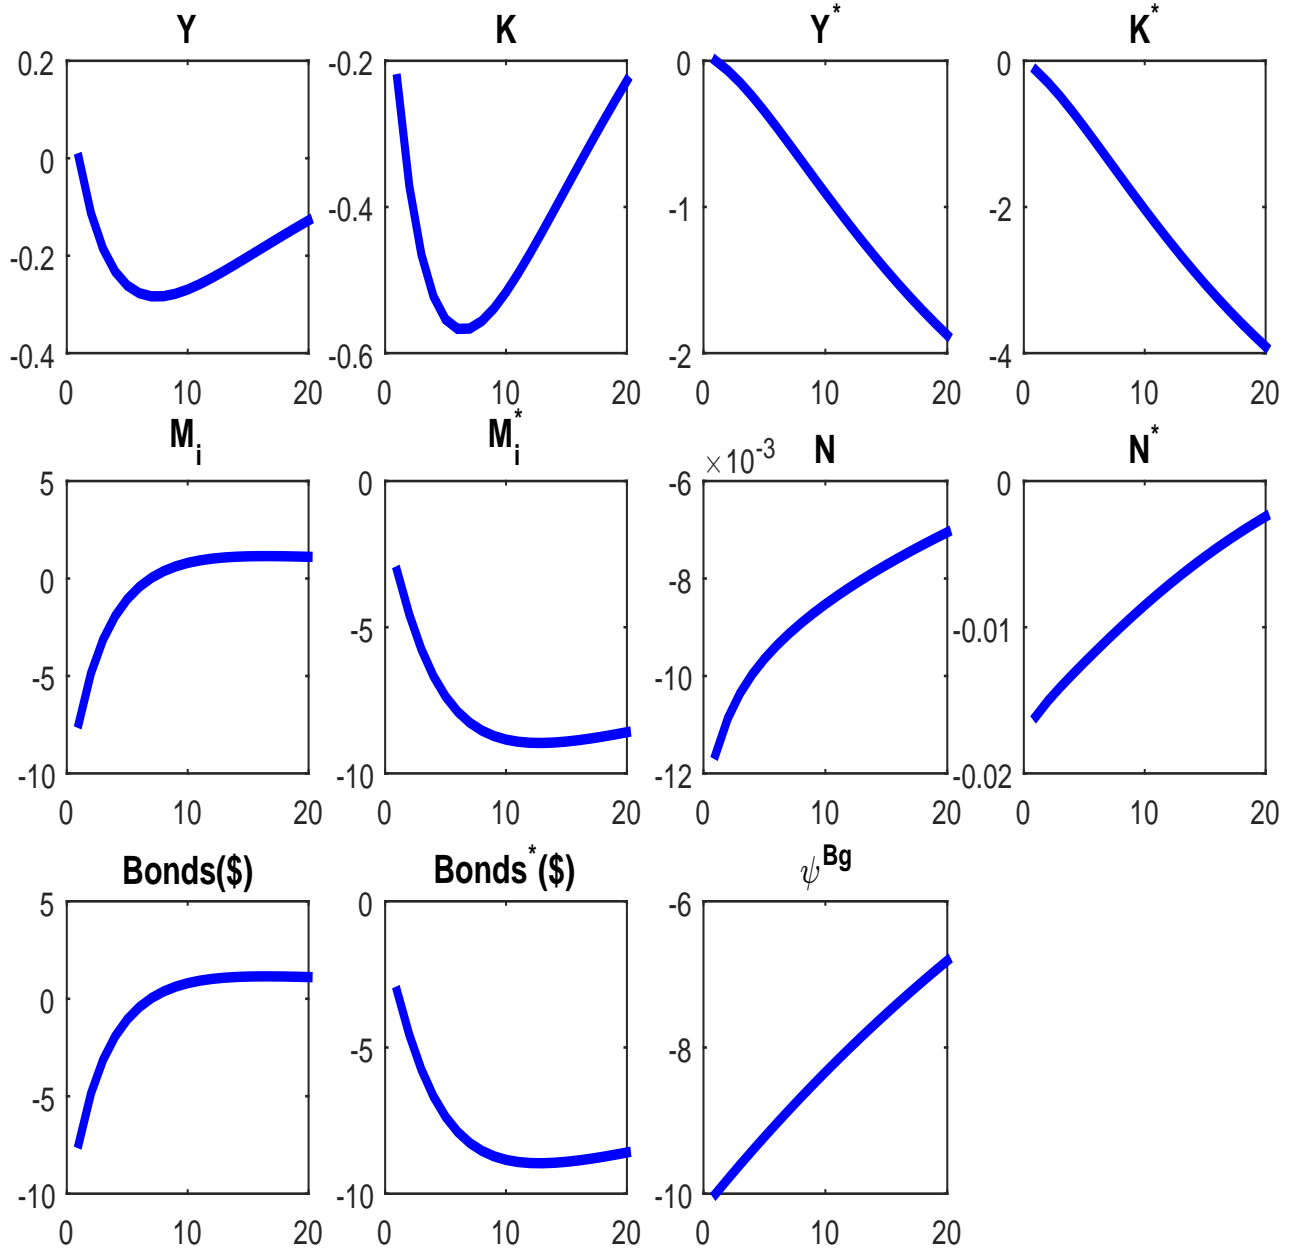 Y K Y* K*
0.2 -0.2 0 0
0
-0.4 -1 -2
-0.2
-0.4 -0.6 -2 -4
0 10 20 0 10 20 0 10 20 0 10 20
M_i M_i^* N N*
×10^-3
5 0 -6 0
0 -8
-5 -0.01
-5 -10
-10 -10 -12 -0.02
0 10 20 0 10 20 0 10 20 0 10 20
Bonds($) Bonds*($) ψ^Bg
5 0 -6
0
-5 -8
-5
-10 -10 -10
0 10 20 0 10 20 0 10 20